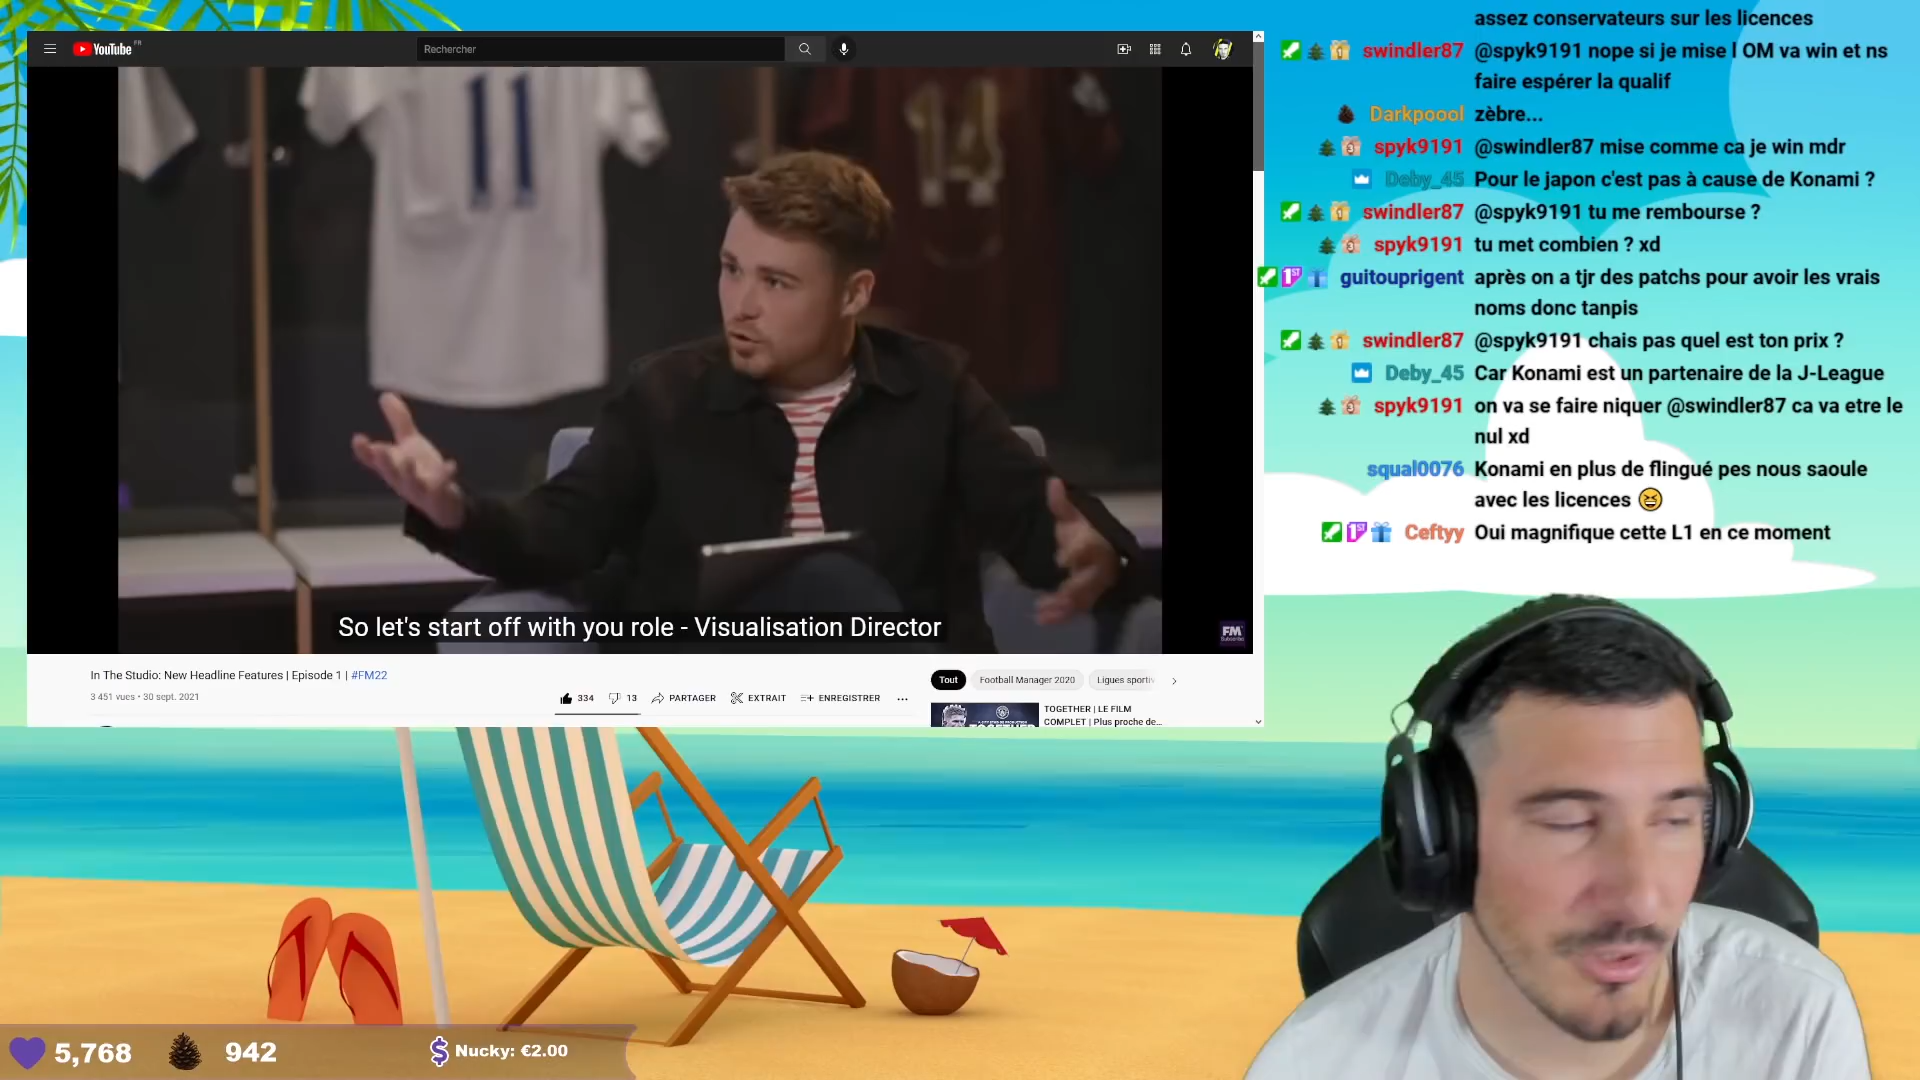 YouTube FR
Rechercher
11
14
So let's start off with you role - Visualisation Director
FM
In The Studio: New Headline Features | Episode 1 | #FM22
3 451 vues • 30 sept. 2021
334
13
PARTAGER
EXTRAIT
ENREGISTRER
Tout
Football Manager 2020
Ligues sporti
TOGETHER | LE FILM
COMPLET | Plus proche de...
assez conservateurs sur les licences
swindler87 @spyk9191 nope si je mise l OM va win et ns
faire espérer la qualif
Darkpoool zèbre...
spyk9191 @swindler87 mise comme ca je win mdr
Deby_45 Pour le japon c'est pas à cause de Konami ?
swindler87 @spyk9191 tu me rembourse ?
spyk9191 tu met combien ? xd
1ST guitouprigent après on a tjr des patchs pour avoir les vrais
noms donc tanpis
swindler87 @spyk9191 chais pas quel est ton prix ?
Deby_45 Car Konami est un partenaire de la J-League
spyk9191 on va se faire niquer @swindler87 ca va etre le
nul xd
squal0076 Konami en plus de flingué pes nous saoule
avec les licences 😆
1ST Ceftyy Oui magnifique cette L1 en ce moment
5,768
942
$ Nucky: €2.00